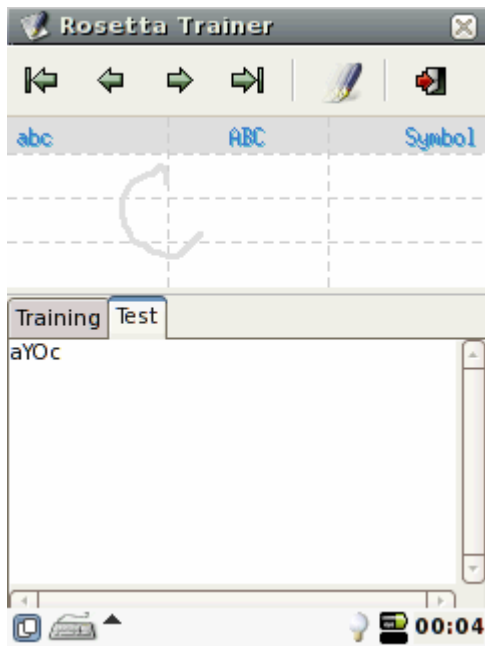 Rosetta Trainer
abc ABC Symbol
C
Training Test
aYOc
00:04